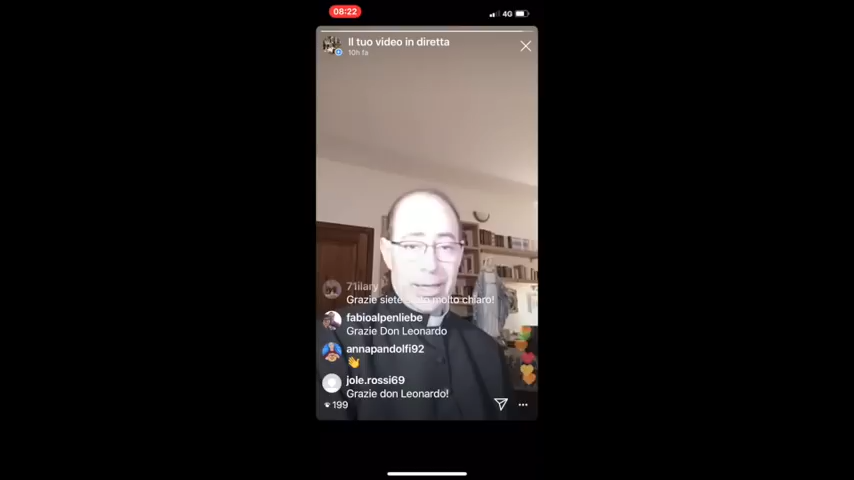 08:22
4G
Il tuo video in diretta
10h fa
71ilary
Grazie siete stato molto chiaro!
fabioalpenliebe
Grazie Don Leonardo
annapandolfi92
👋
jole.rossi69
Grazie don Leonardo!
199